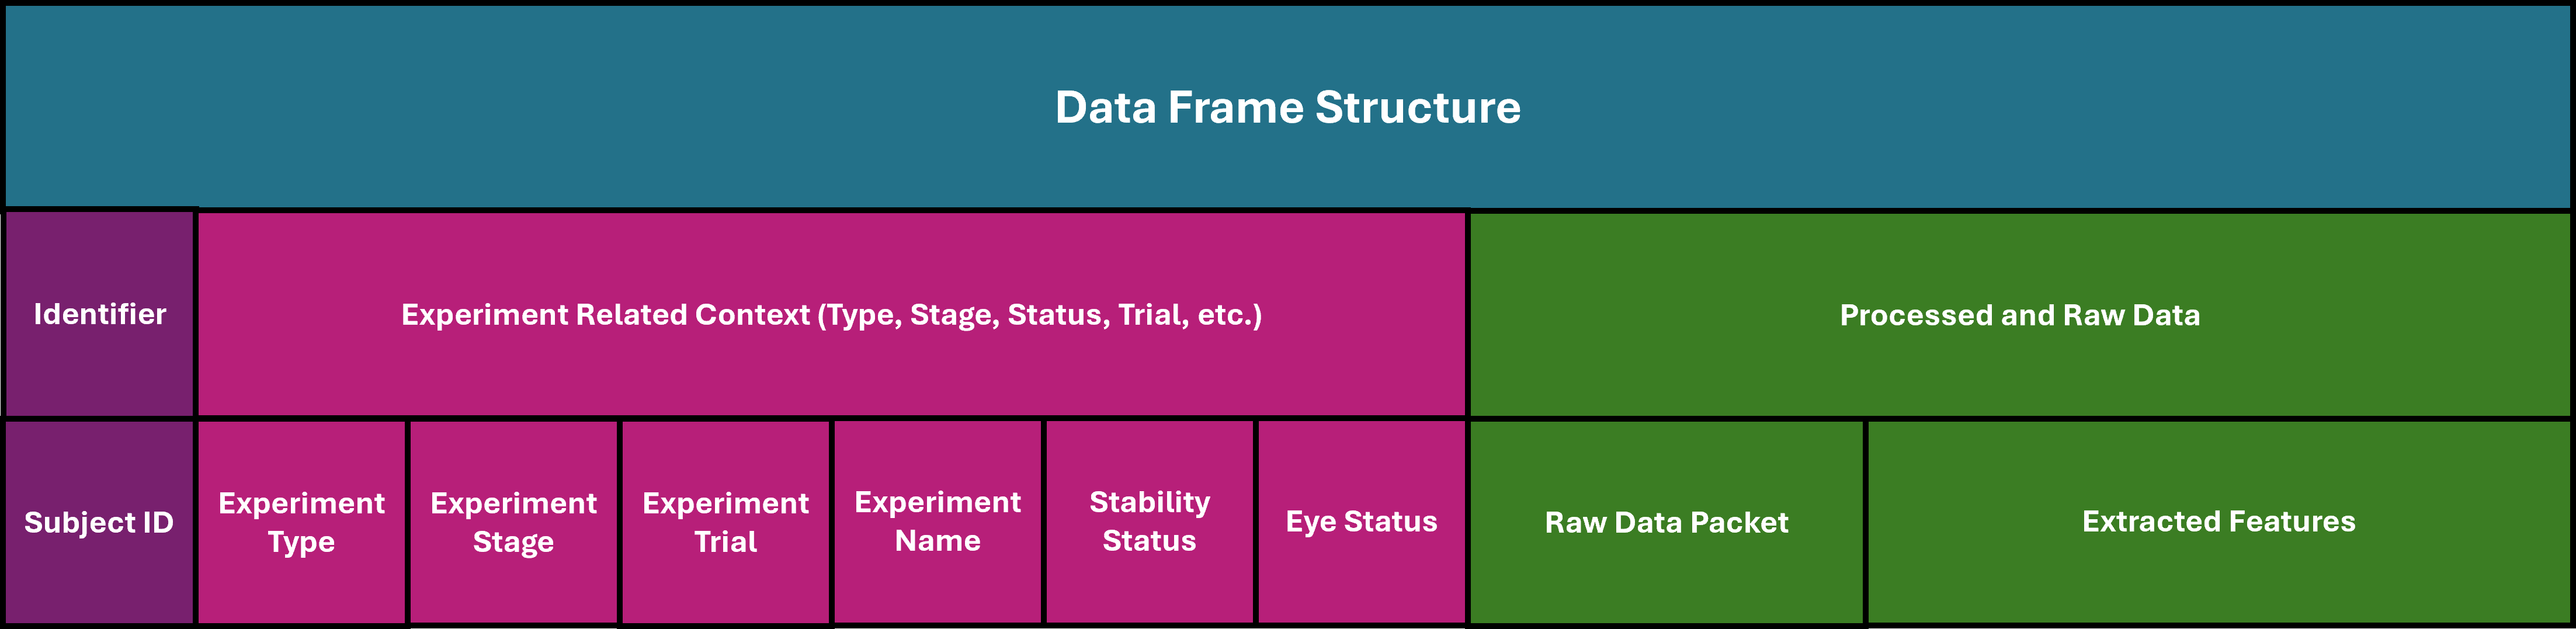 Data Frame Structure
Identifier
Experiment Related Context (Type, Stage, Status, Trial, etc.)
Processed and Raw Data
Subject ID
Experiment
Type
Experiment
Stage
Experiment
Trial
Experiment
Name
Stability
Status
Eye Status
Raw Data Packet
Extracted Features